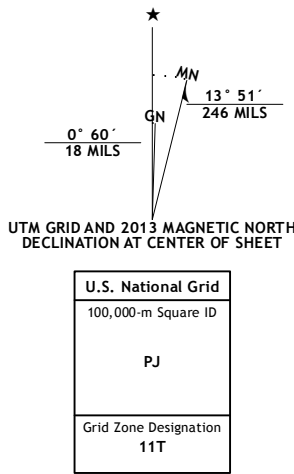 MN
GN
13° 51´
246 MILS
0° 60´
18 MILS
UTM GRID AND 2013 MAGNETIC NORTH
DECLINATION AT CENTER OF SHEET
U.S. National Grid
100,000-m Square ID
PJ
Grid Zone Designation
11T